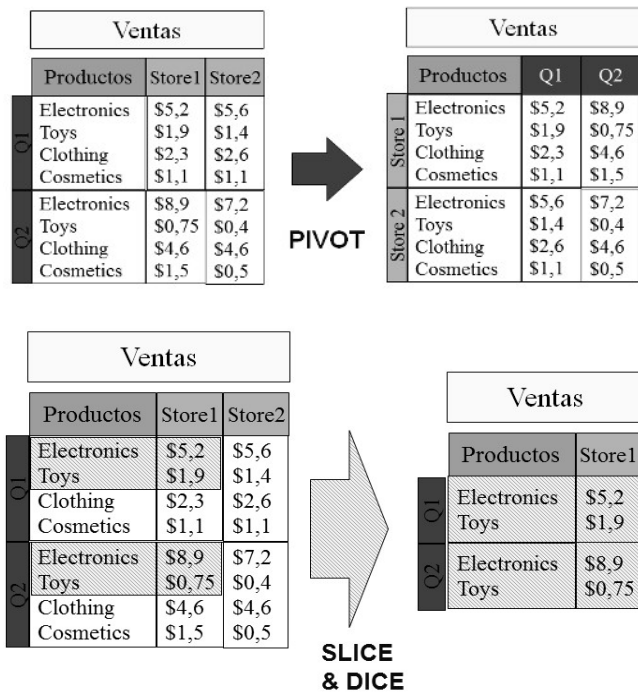 Ventas
Productos Store1 Store2
Q1
Electronics $5,2 $5,6
Toys $1,9 $1,4
Clothing $2,3 $2,6
Cosmetics $1,1 $1,1
Q2
Electronics $8,9 $7,2
Toys $0,75 $0,4
Clothing $4,6 $4,6
Cosmetics $1,5 $0,5
PIVOT
Ventas
Productos Q1 Q2
Store 1
Electronics $5,2 $8,9
Toys $1,9 $0,75
Clothing $2,3 $4,6
Cosmetics $1,1 $1,5
Store 2
Electronics $5,6 $7,2
Toys $1,4 $0,4
Clothing $2,6 $4,6
Cosmetics $1,1 $0,5
Ventas
Productos Store1 Store2
Q1
Electronics $5,2 $5,6
Toys $1,9 $1,4
Clothing $2,3 $2,6
Cosmetics $1,1 $1,1
Q2
Electronics $8,9 $7,2
Toys $0,75 $0,4
Clothing $4,6 $4,6
Cosmetics $1,5 $0,5
SLICE
& DICE
Ventas
Productos Store1
Q1
Electronics $5,2
Toys $1,9
Q2
Electronics $8,9
Toys $0,75